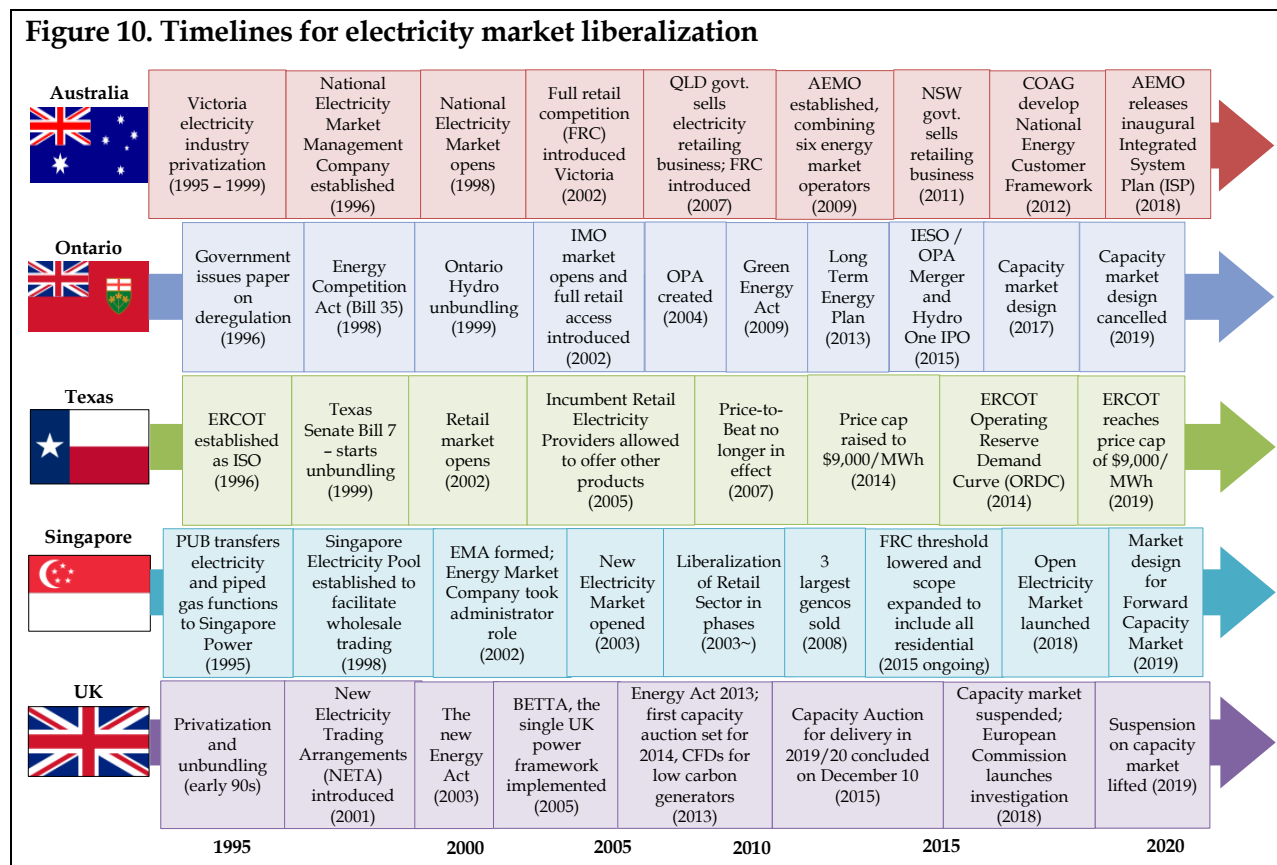 Figure 10. Timelines for electricity market liberalization
Australia
Victoria
electricity
industry
privatization
(1995 – 1999)
National
Electricity
Market
Management
Company
established
(1996)
National
Electricity
Market
opens
(1998)
Full retail
competition
(FRC)
introduced
Victoria
(2002)
QLD govt.
sells
electricity
retailing
business; FRC
introduced
(2007)
AEMO
established,
combining
six energy
market
operators
(2009)
NSW
govt.
sells
retailing
business
(2011)
COAG
develop
National
Energy
Customer
Framework
(2012)
AEMO
releases
inaugural
Integrated
System
Plan (ISP)
(2018)
Ontario
Government
issues paper
on
deregulation
(1996)
Energy
Competition
Act (Bill 35)
(1998)
Ontario
Hydro
unbundling
(1999)
IMO
market
opens and
full retail
access
introduced
(2002)
OPA
created
(2004)
Green
Energy
Act
(2009)
Long
Term
Energy
Plan
(2013)
IESO /
OPA
Merger
and
Hydro
One IPO
(2015)
Capacity
market
design
(2017)
Capacity
market
design
cancelled
(2019)
Texas
ERCOT
established
as ISO
(1996)
Texas
Senate Bill 7
– starts
unbundling
(1999)
Retail
market
opens
(2002)
Incumbent Retail
Electricity
Providers allowed
to offer other
products
(2005)
Price-to-
Beat no
longer in
effect
(2007)
Price cap
raised to
$9,000/MWh
(2014)
ERCOT
Operating
Reserve
Demand
Curve (ORDC)
(2014)
ERCOT
reaches
price cap
of $9,000/
MWh
(2019)
Singapore
PUB transfers
electricity
and piped
gas functions
to Singapore
Power
(1995)
Singapore
Electricity Pool
established to
facilitate
wholesale
trading
(1998)
EMA formed;
Energy Market
Company took
administrator
role
(2002)
New
Electricity
Market
opened
(2003)
Liberalization
of Retail
Sector in
phases
(2003~)
3
largest
gencos
sold
(2008)
FRC threshold
lowered and
scope
expanded to
include all
residential
(2015 ongoing)
Open
Electricity
Market
launched
(2018)
Market
design
for
Forward
Capacity
Market
(2019)
UK
Privatization
and
unbundling
(early 90s)
New
Electricity
Trading
Arrangements
(NETA)
introduced
(2001)
The
new
Energy
Act
(2003)
BETTA, the
single UK
power
framework
implemented
(2005)
Energy Act 2013;
first capacity
auction set for
2014, CFDs for
low carbon
generators
(2013)
Capacity Auction
for delivery in
2019/20 concluded
on December 10
(2015)
Capacity market
suspended;
European
Commission
launches
investigation
(2018)
Suspension
on capacity
market
lifted (2019)
1995 2000 2005 2010 2015 2020